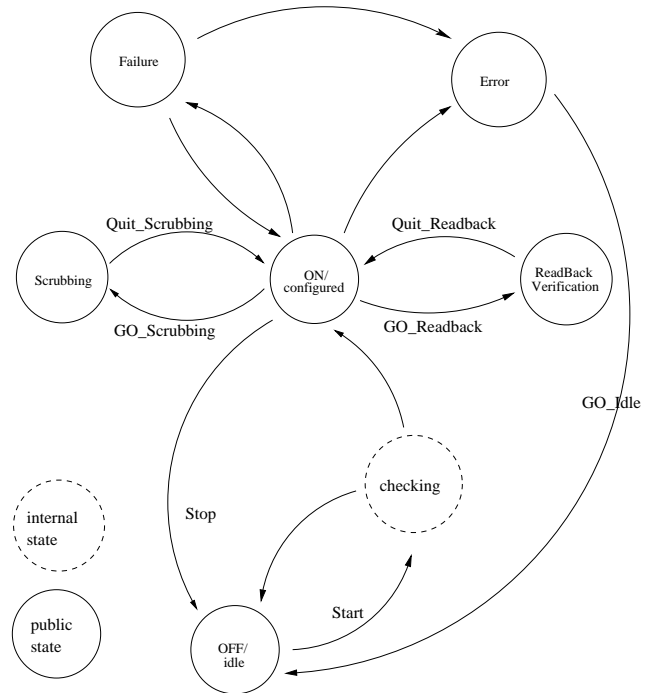 Failure
Error
Quit_Scrubbing
Quit_Readback
Scrubbing
ON/
configured
ReadBack
Verification
GO_Scrubbing
GO_Readback
GO_Idle
checking
internal
state
Stop
Start
public
state
OFF/
idle